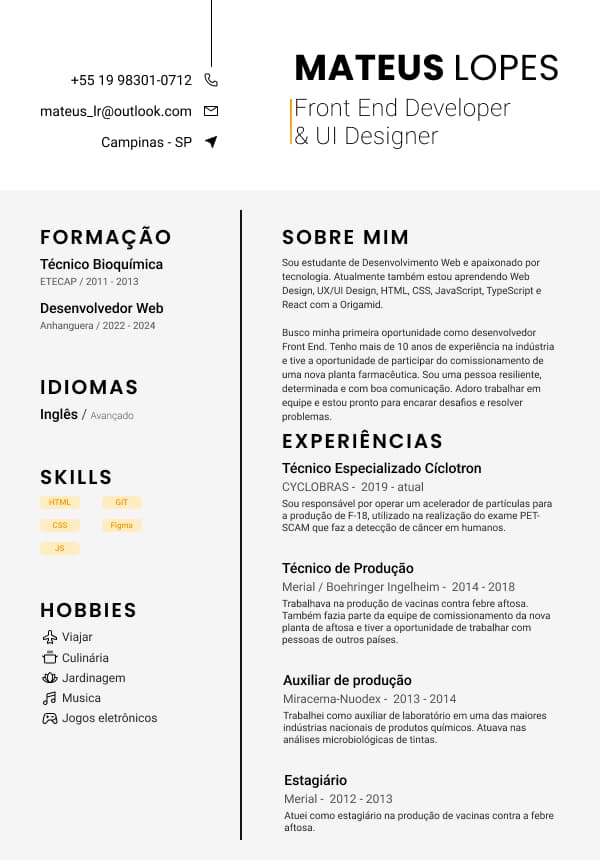 +55 19 98301-0712
mateus_lr@outlook.com
Campinas - SP
MATEUS LOPES
Front End Developer
& UI Designer
FORMAÇÃO
Técnico Bioquímica
ETECAP / 2011 - 2013
Desenvolvedor Web
Anhanguera / 2022 - 2024
IDIOMAS
Inglês / Avançado
SKILLS
HTML GIT
CSS Figma
JS
HOBBIES
Viajar
Culinária
Jardinagem
Musica
Jogos eletrônicos
SOBRE MIM
Sou estudante de Desenvolvimento Web e apaixonado por
tecnologia. Atualmente também estou aprendendo Web
Design, UX/UI Design, HTML, CSS, JavaScript, TypeScript e
React com a Origamid.
Busco minha primeira oportunidade como desenvolvedor
Front End. Tenho mais de 10 anos de experiência na indústria
e tive a oportunidade de participar do comissionamento de
uma nova planta farmacêutica. Sou uma pessoa resiliente,
determinada e com boa comunicação. Adoro trabalhar em
equipe e estou pronto para encarar desafios e resolver
problemas.
EXPERIÊNCIAS
Técnico Especializado Cíclotron
CYCLOBRAS - 2019 - atual
Sou responsável por operar um acelerador de partículas para
a produção de F-18, utilizado na realização do exame PET-
SCAM que faz a detecção de câncer em humanos.
Técnico de Produção
Merial / Boehringer Ingelheim - 2014 - 2018
Trabalhava na produção de vacinas contra febre aftosa.
Também fazia parte da equipe de comissionamento da nova
planta de aftosa e tiver a oportunidade de trabalhar com
pessoas de outros países.
Auxiliar de produção
Miracema-Nuodex - 2013 - 2014
Trabalhei como auxiliar de laboratório em uma das maiores
indústrias nacionais de produtos químicos. Atuava nas
análises microbiológicas de tintas.
Estagiário
Merial - 2012 - 2013
Atuei como estagiário na produção de vacinas contra a febre
aftosa.